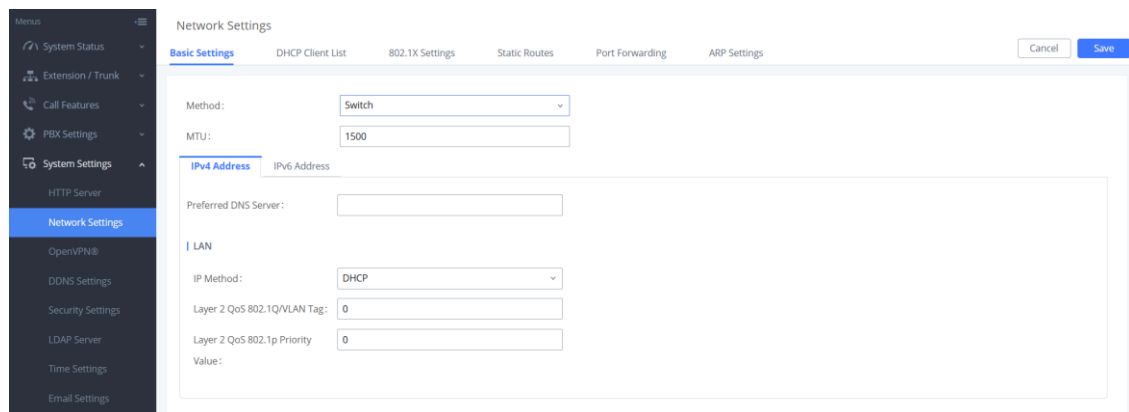 Menus
System Status
Extension / Trunk
Call Features
PBX Settings
System Settings
HTTP Server
Network Settings
OpenVPN®
DDNS Settings
Security Settings
LDAP Server
Time Settings
Email Settings
Network Settings
Basic Settings DHCP Client List 802.1X Settings Static Routes Port Forwarding ARP Settings
Cancel Save
Method: Switch
MTU: 1500
IPv4 Address IPv6 Address
Preferred DNS Server:
LAN
IP Method: DHCP
Layer 2 QoS 802.1Q/VLAN Tag: 0
Layer 2 QoS 802.1p Priority 0
Value: